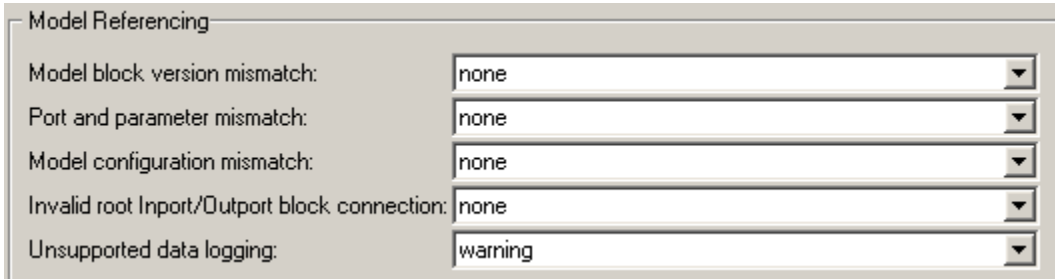 Model Referencing
Model block version mismatch: none
Port and parameter mismatch: none
Model configuration mismatch: none
Invalid root Inport/Outport block connection: none
Unsupported data logging: warning